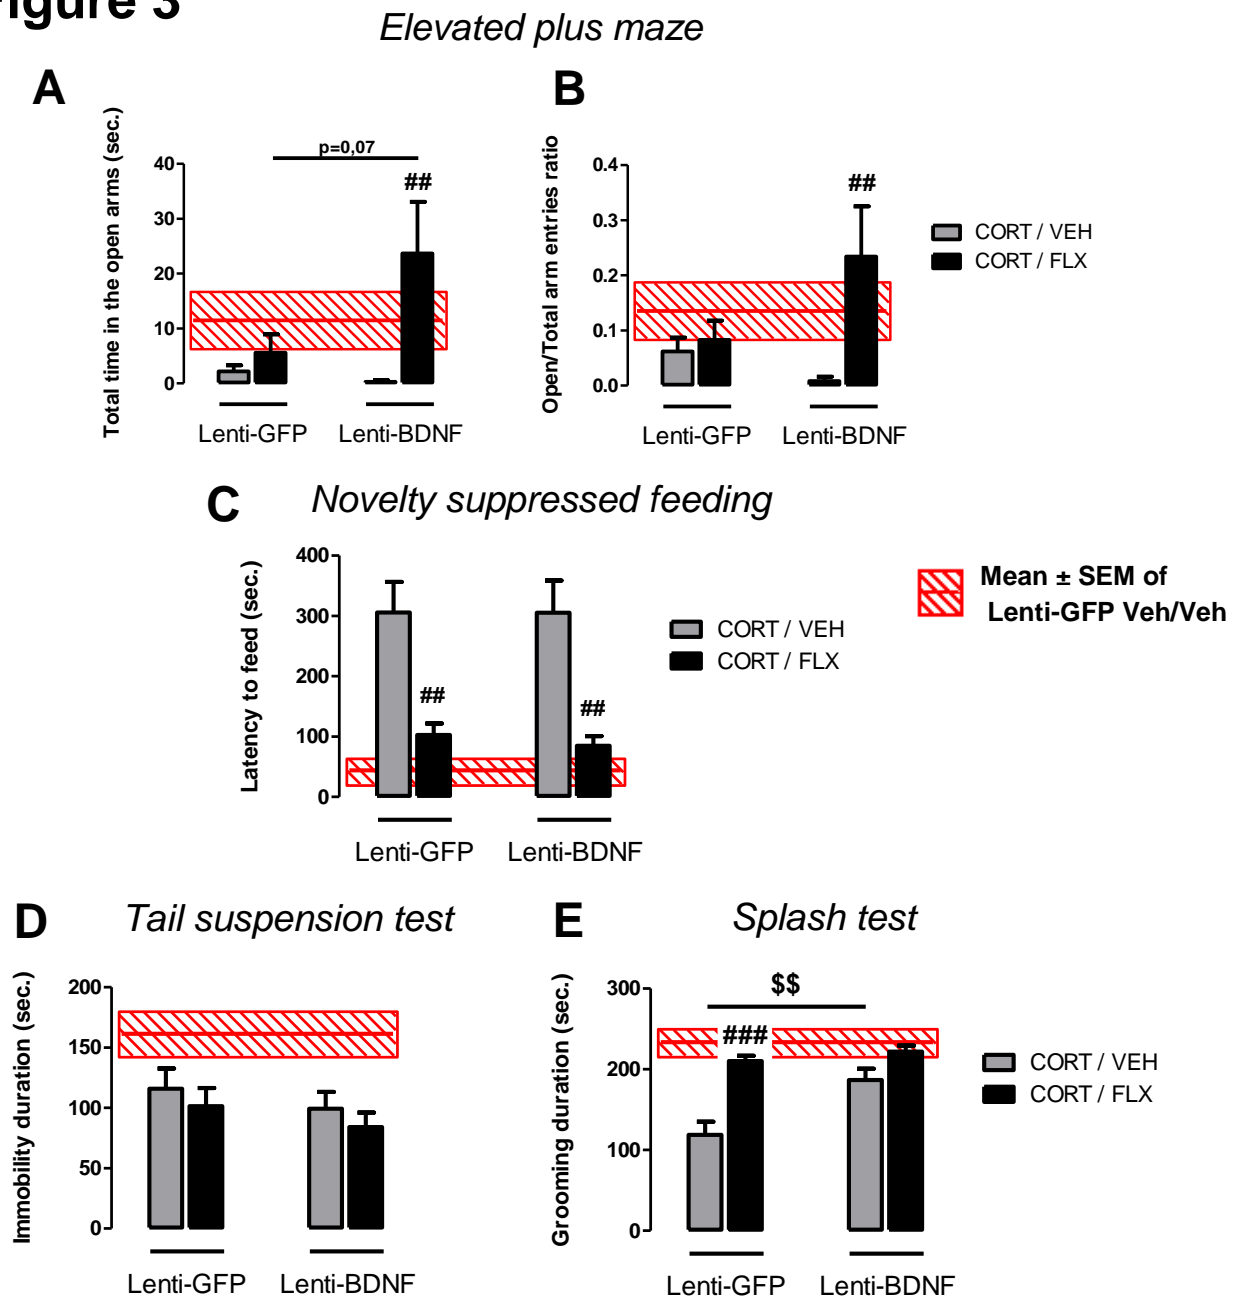 Figure 3
Elevated plus maze
A
B
Total time in the open arms (sec.)
40
30
20
10
0
p=0,07
##
Lenti-GFP Lenti-BDNF
Open/Total arm entries ratio
0.4
0.3
0.2
0.1
0.0
##
Lenti-GFP Lenti-BDNF
CORT / VEH
CORT / FLX
C
Novelty suppressed feeding
Latency to feed (sec.)
400
300
200
100
0
##
##
Lenti-GFP Lenti-BDNF
CORT / VEH
CORT / FLX
Mean ± SEM of
Lenti-GFP Veh/Veh
D
Tail suspension test
Immobility duration (sec.)
200
150
100
50
0
Lenti-GFP Lenti-BDNF
E
Splash test
Grooming duration (sec.)
300
200
100
0
$$
###
Lenti-GFP Lenti-BDNF
CORT / VEH
CORT / FLX